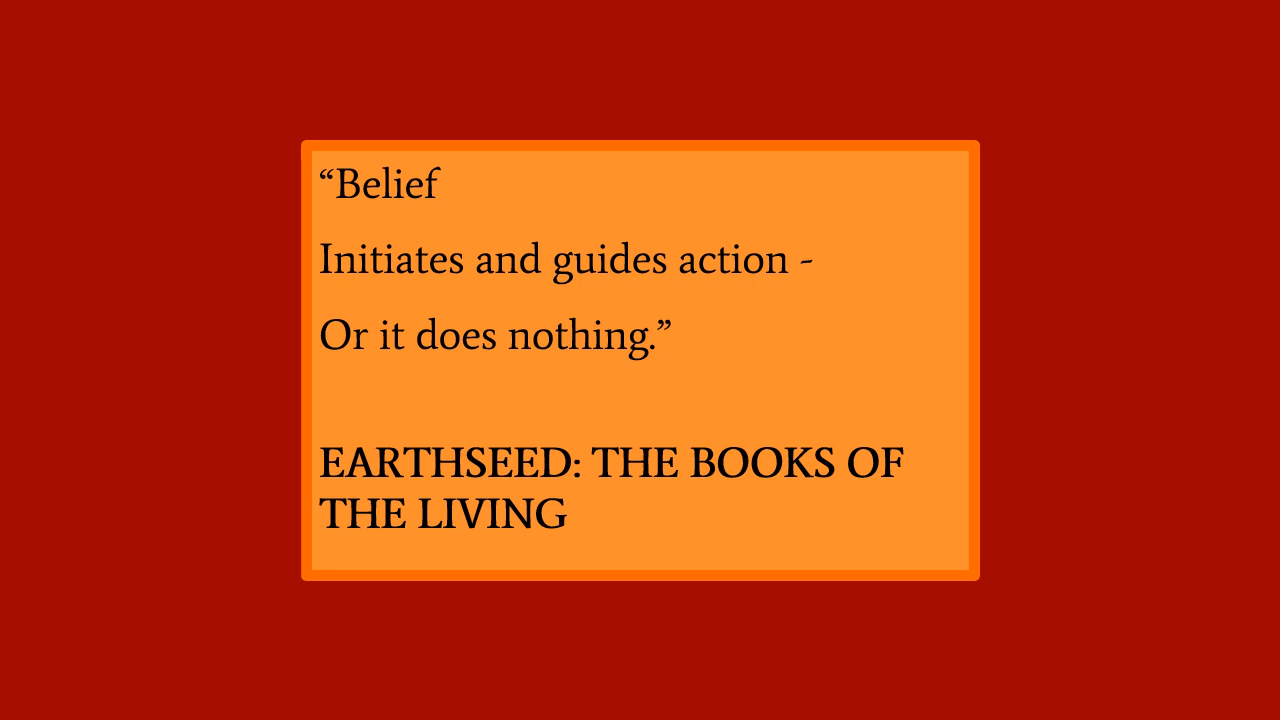 “Belief
Initiates and guides action -
Or it does nothing.”
EARTHSEED: THE BOOKS OF
THE LIVING